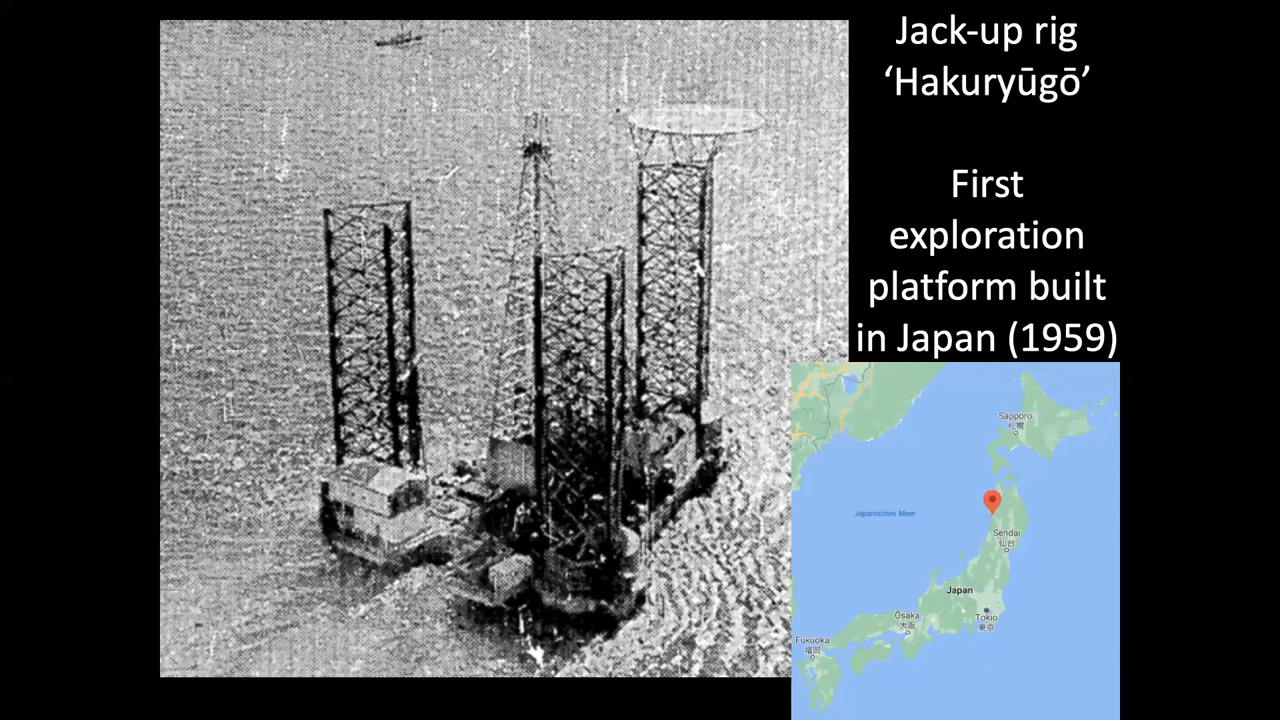 Jack-up rig
‘Hakuryūgō’
First
exploration
platform built
in Japan (1959)
Sapporo
札幌
Japanisches Meer
Sendai
仙台
Japan
Ōsaka
大阪
Tokio
東京
Fukuoka
福岡